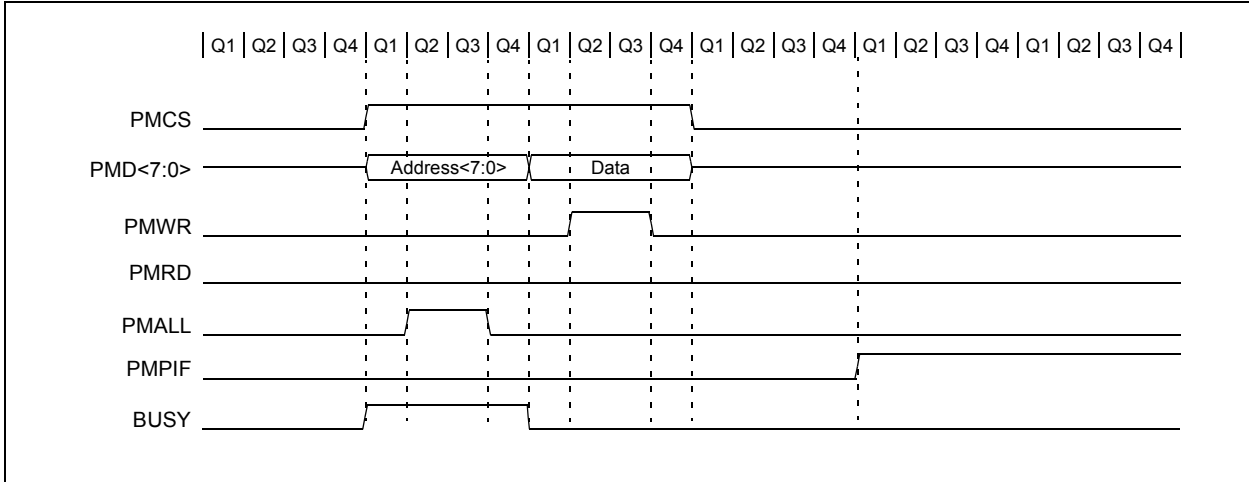 Q1 Q2 Q3 Q4 Q1 Q2 Q3 Q4 Q1 Q2 Q3 Q4 Q1 Q2 Q3 Q4 Q1 Q2 Q3 Q4 Q1 Q2 Q3 Q4
PMCS
PMD<7:0> Address<7:0> Data
PMWR
PMRD
PMALL
PMPIF
BUSY